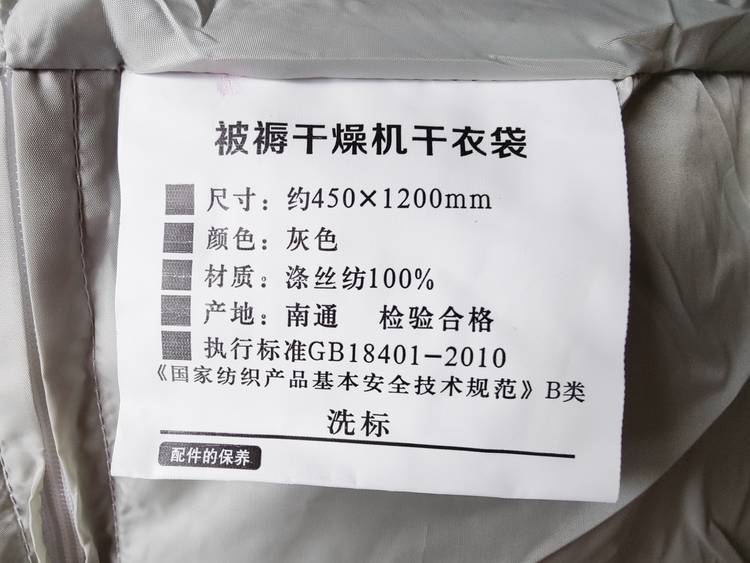 被褥干燥机干衣袋
尺寸：约450×1200mm
颜色：灰色
材质：涤丝纺100%
产地：南通 检验合格
执行标准GB18401-2010
《国家纺织产品基本安全技术规范》B类
洗标
配件的保养